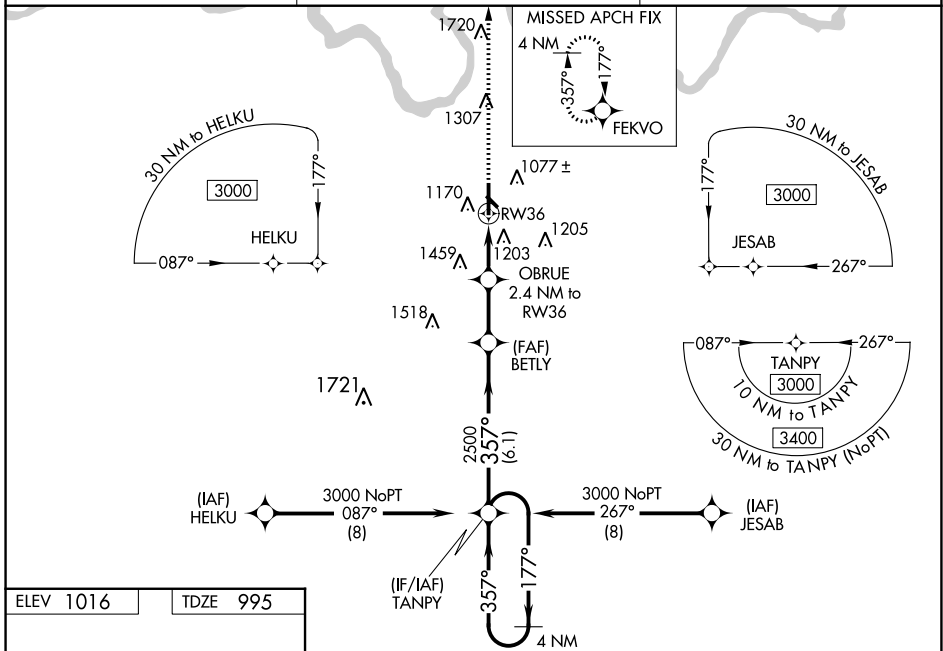 MISSED APCH FIX
4 NM
357°
177°
FEKVO
1720
1307
1077 ±
1170
RW36
1205
1203
1459
OBRUE
2.4 NM to
RW36
1518
(FAF)
BETLY
1721
30 NM to HELKU
3000
177°
HELKU
087°
30 NM to JESAB
177°
3000
JESAB
267°
087°
267°
TANPY
3000
10 NM to TANPY
3400
30 NM to TANPY (NoPT)
2500
357°
(6.1)
(IAF)
HELKU
3000 NoPT
087°
(8)
3000 NoPT
267°
(8)
(IAF)
JESAB
(IF/IAF)
TANPY
357°
177°
4 NM
ELEV 1016
TDZE 995